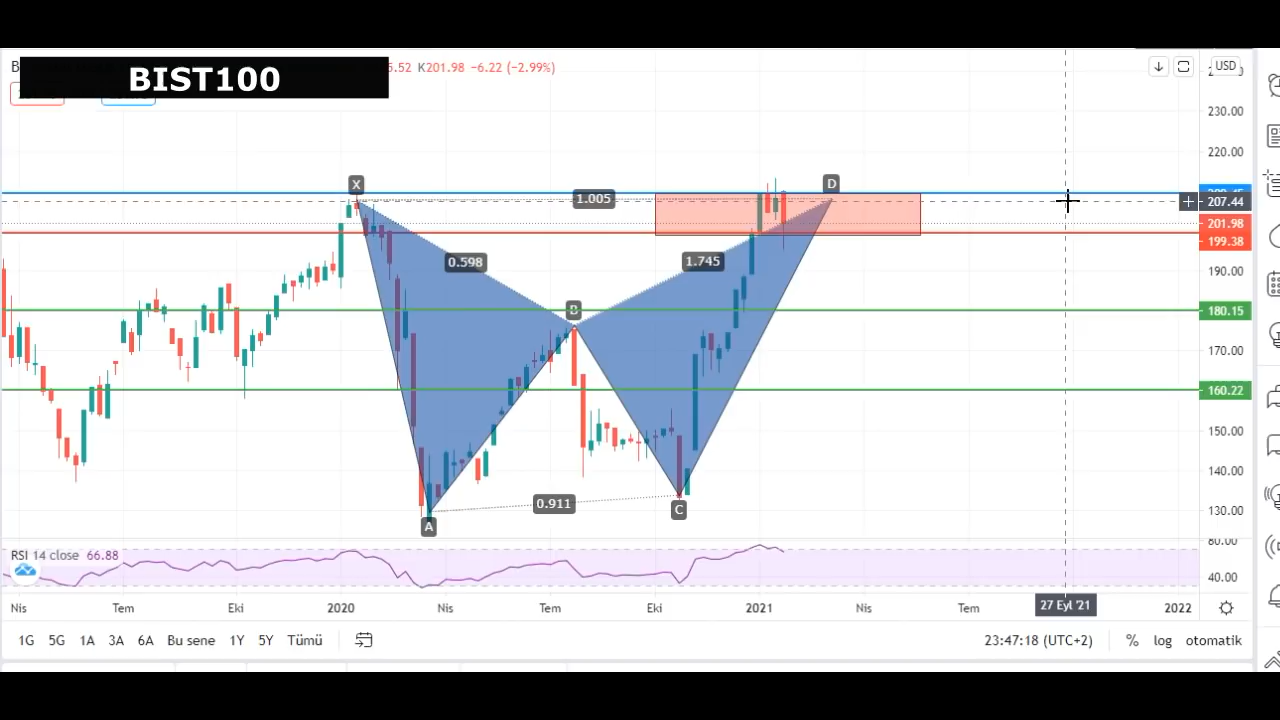 BIST100
5.52 K201.98 −6.22 (−2.99%)
USD
230.00
220.00
X
D
1.005
207.44
201.98
199.38
0.598
1.745
190.00
B
180.15
170.00
160.22
150.00
140.00
0.911
C
130.00
A
RSI 14 close 66.88
40.00
Nis Tem Eki 2020 Nis Tem Eki 2021 Nis Tem 27 Eyl '21 2022
1G 5G 1A 3A 6A Bu sene 1Y 5Y Tümü 23:47:18 (UTC+2) % log otomatik